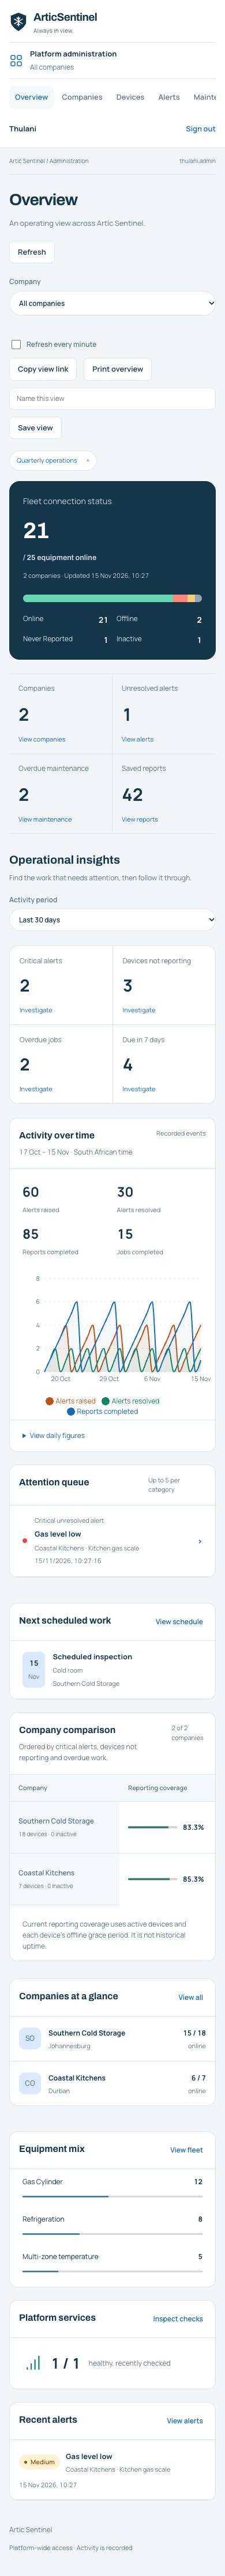 ArticSentinel
Always in view.
Platform administration
All companies
Overview Companies Devices Alerts Mainte
Thulani Sign out
Artic Sentinel / Administration thulani admin
Overview
An operating view across Artic Sentinel.
Refresh
Company
All companies
Refresh every minute
Copy view link Print overview
Name this view
Save view
Quarterly operations ×
Fleet connection status
21
/ 25 equipment online
2 companies · Updated 15 Nov 2026, 10:27
Online 21 Offline 2
Never Reported 1 Inactive 1
Companies Unresolved alerts
2 1
View companies View alerts
Overdue maintenance Saved reports
2 42
View maintenance View reports
Operational insights
Find the work that needs attention, then follow it through.
Activity period
Last 30 days
Critical alerts Devices not reporting
2 3
Investigate Investigate
Overdue jobs Due in 7 days
2 4
Investigate Investigate
Activity over time Recorded events
17 Oct – 15 Nov · South African time
60 30
Alerts raised Alerts resolved
85 15
Reports completed Jobs completed
8
6
4
2
0
20 Oct 29 Oct 6 Nov 15 Nov
Alerts raised Alerts resolved
Reports completed
View daily figures
Attention queue Up to 5 per
category
Critical unresolved alert
Gas level low
Coastal Kitchens · Kitchen gas scale
15/11/2026, 10:27:16
Next scheduled work View schedule
15 Scheduled inspection
Nov Cold room
Southern Cold Storage
Company comparison 2 of 2
companies
Ordered by critical alerts, devices not
reporting and overdue work.
Company Reporting coverage
Southern Cold Storage 83.3%
18 devices · 0 inactive
Coastal Kitchens 85.3%
7 devices · 0 inactive
Current reporting coverage uses active devices and
each device's offline grace period. It is not historical
uptime.
Companies at a glance View all
SO Southern Cold Storage 15 / 18
Johannesburg online
CO Coastal Kitchens 6 / 7
Durban online
Equipment mix View fleet
Gas Cylinder 12
Refrigeration 8
Multi-zone temperature 5
Platform services Inspect checks
1 / 1 healthy, recently checked
Recent alerts View alerts
Medium Gas level low
Coastal Kitchens · Kitchen gas scale
15 Nov 2026, 10:27
Artic Sentinel
Platform-wide access · Activity is recorded